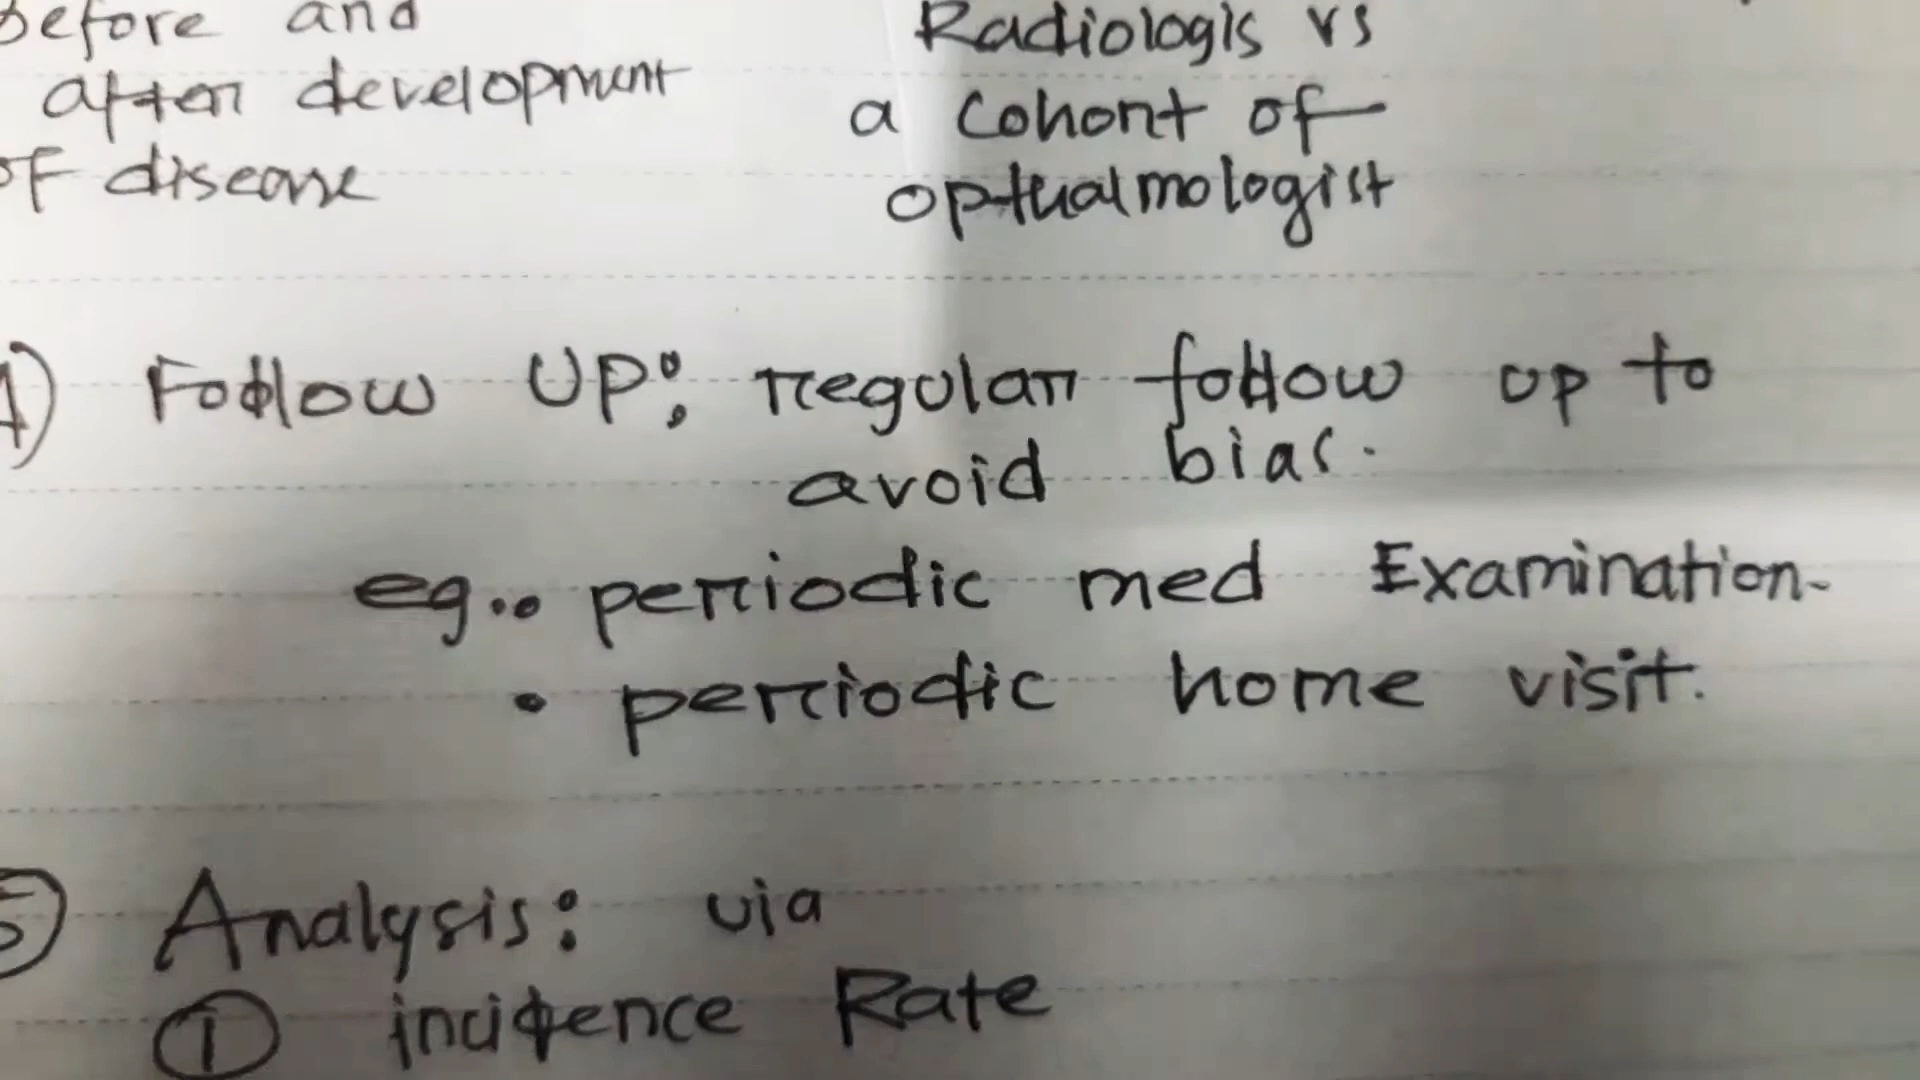 before and
after development
of disease
Radiologis vs
a cohort of
opthalmologist
4) Follow UP: regular follow up to
avoid bias.
eg.. periodic med Examination.
• periodic home visit.
5 Analysis: via
① incidence Rate